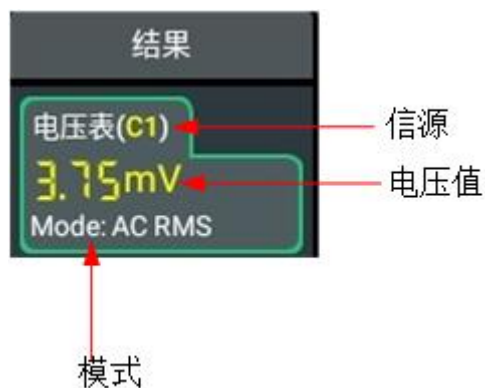 结果
电压表(C1)
信源
3.75mV
电压值
Mode: AC RMS
模式